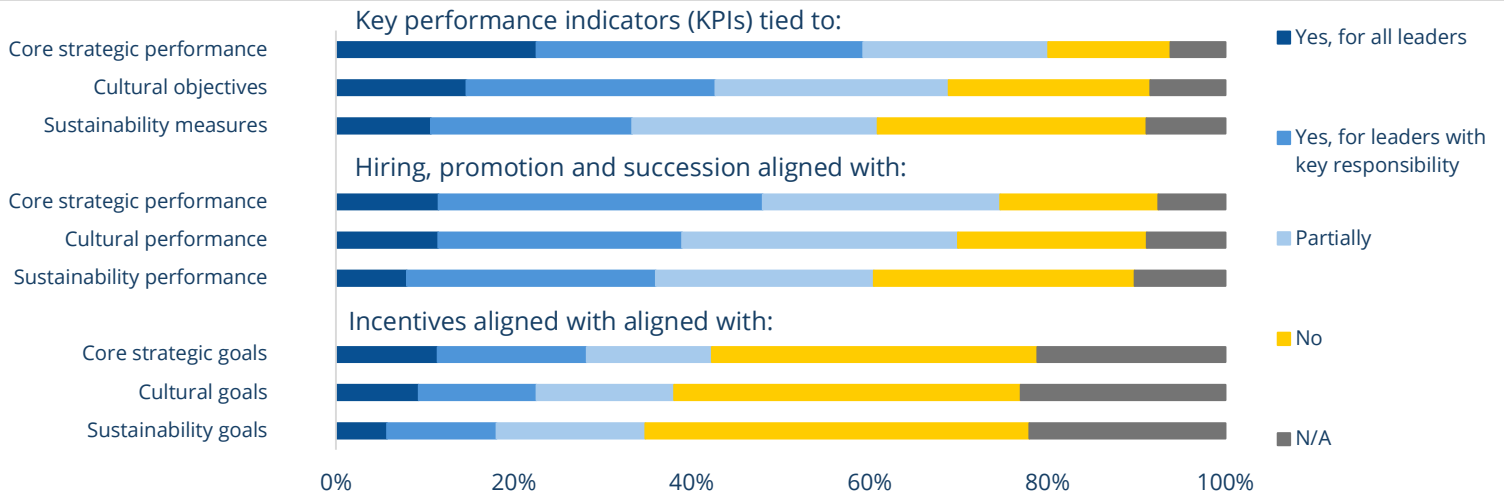 Key performance indicators (KPIs) tied to:
Core strategic performance
Cultural objectives
Sustainability measures
Hiring, promotion and succession aligned with:
Core strategic performance
Cultural performance
Sustainability performance
Incentives aligned with aligned with:
Core strategic goals
Cultural goals
Sustainability goals
0% 20% 40% 60% 80% 100%
Yes, for all leaders
Yes, for leaders with
key responsibility
Partially
No
N/A